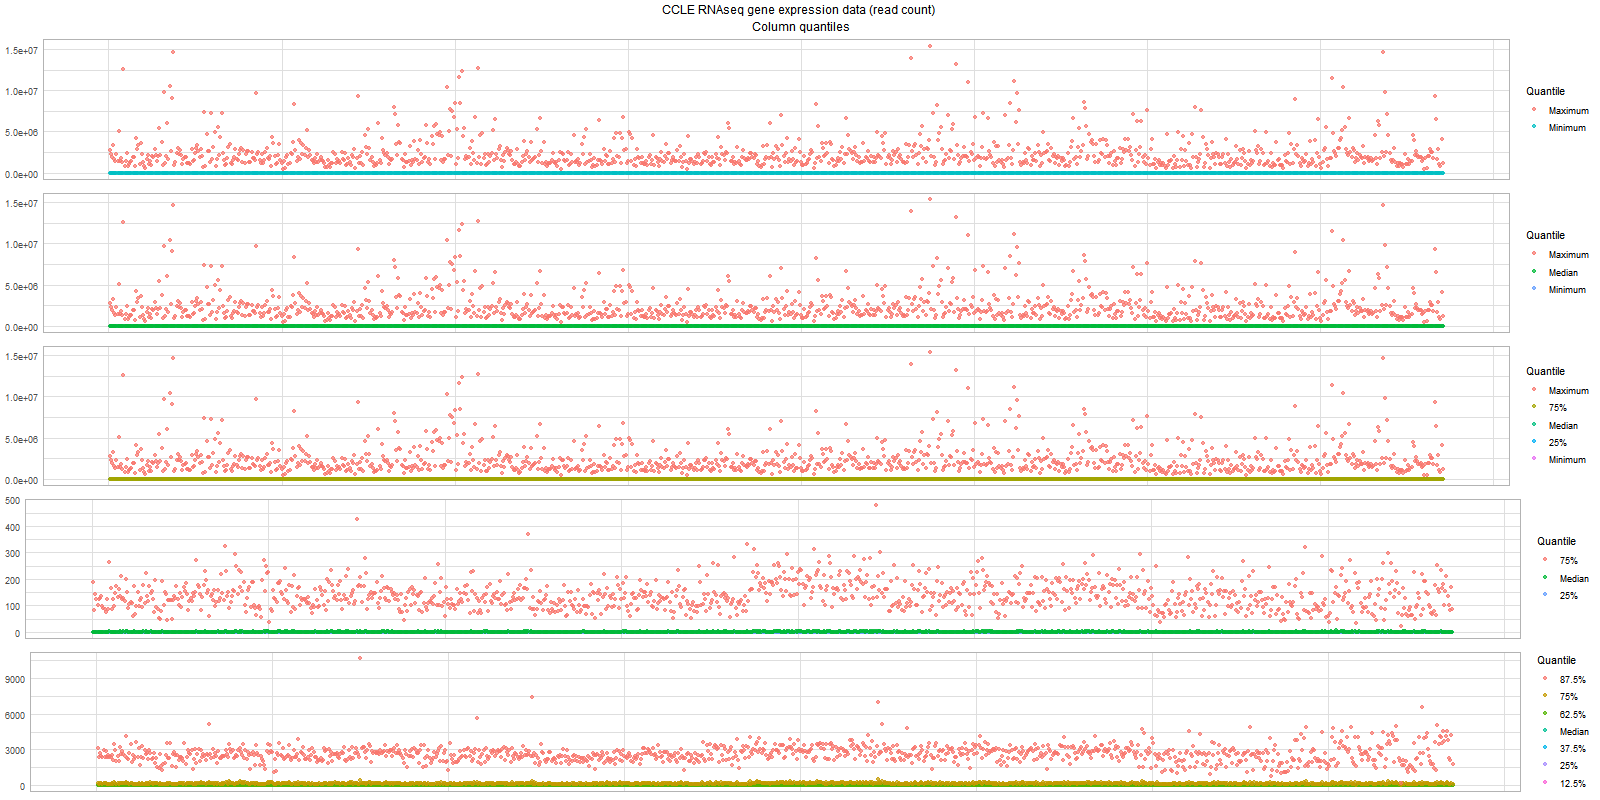 CCLE RNAseq gene expression data (read count)
Column quantiles
1.5e+07
1.0e+07
5.0e+06
0.0e+00
Quantile
Maximum
Minimum
1.5e+07
1.0e+07
5.0e+06
0.0e+00
Quantile
Maximum
Median
Minimum
1.5e+07
1.0e+07
5.0e+06
0.0e+00
Quantile
Maximum
75%
Median
25%
Minimum
500
400
300
200
100
0
Quantile
75%
Median
25%
9000
6000
3000
0
Quantile
87.5%
75%
62.5%
Median
37.5%
25%
12.5%